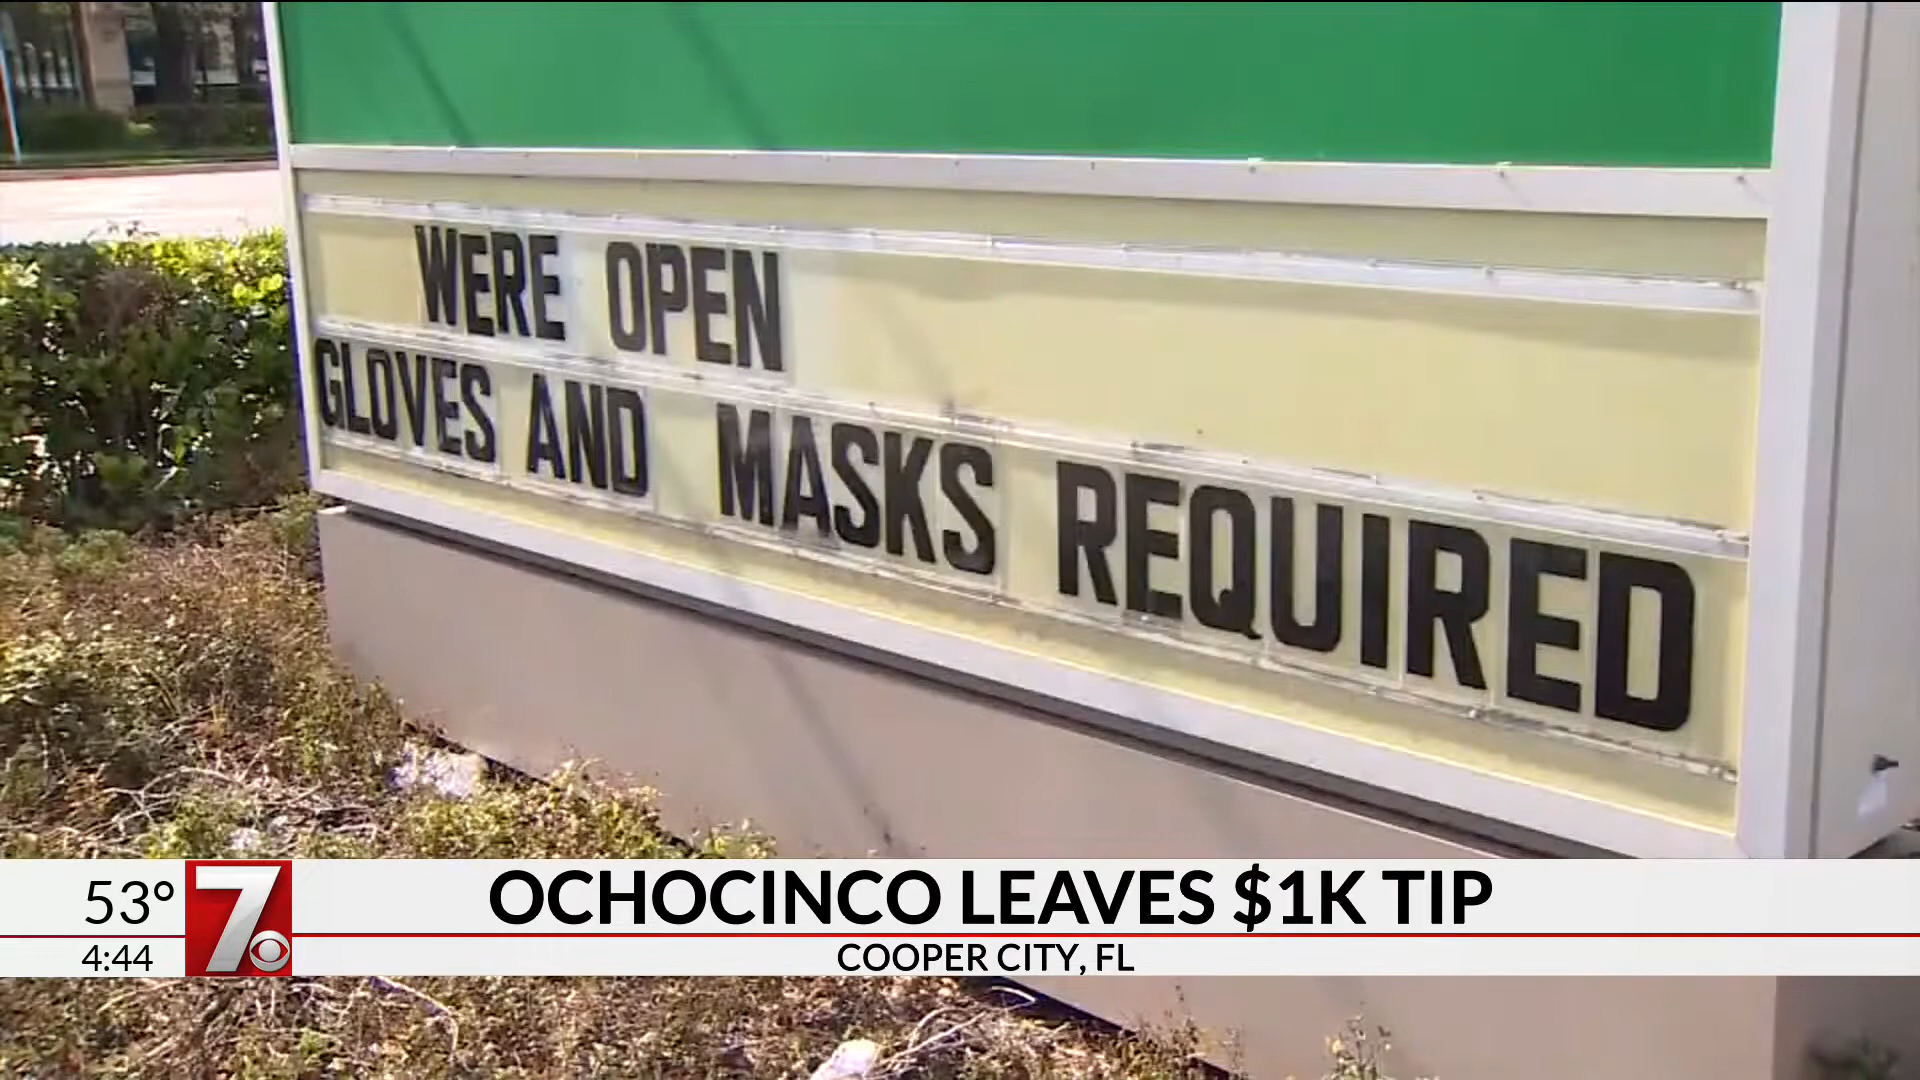 WERE OPEN
GLOVES AND MASKS REQUIRED
53° 7 OCHOCINCO LEAVES $1K TIP
4:44 COOPER CITY, FL